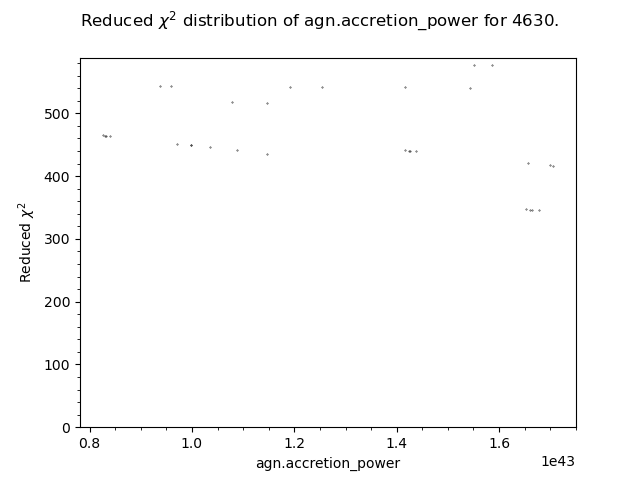 Reduced χ² distribution of agn.accretion_power for 4630.
500
400
300
200
100
0
Reduced χ²
0.8 1.0 1.2 1.4 1.6
1e43
agn.accretion_power